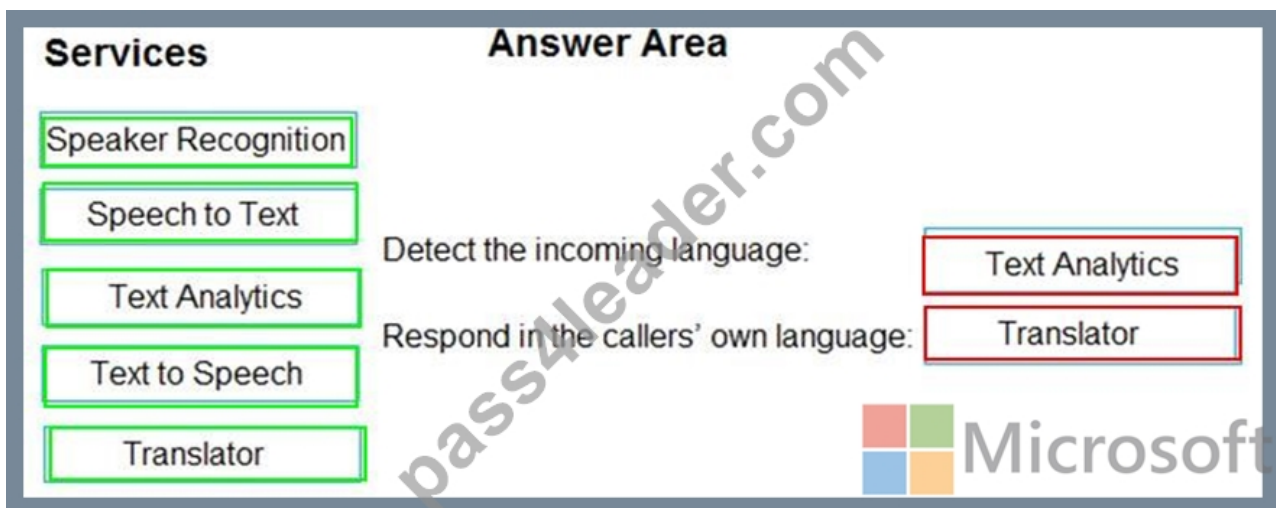 Services
Answer Area
Speaker Recognition
Speech to Text
Text Analytics
Text to Speech
Translator
Detect the incoming language:
Text Analytics
Respond in the callers' own language:
Translator
pass4leader.com
Microsoft